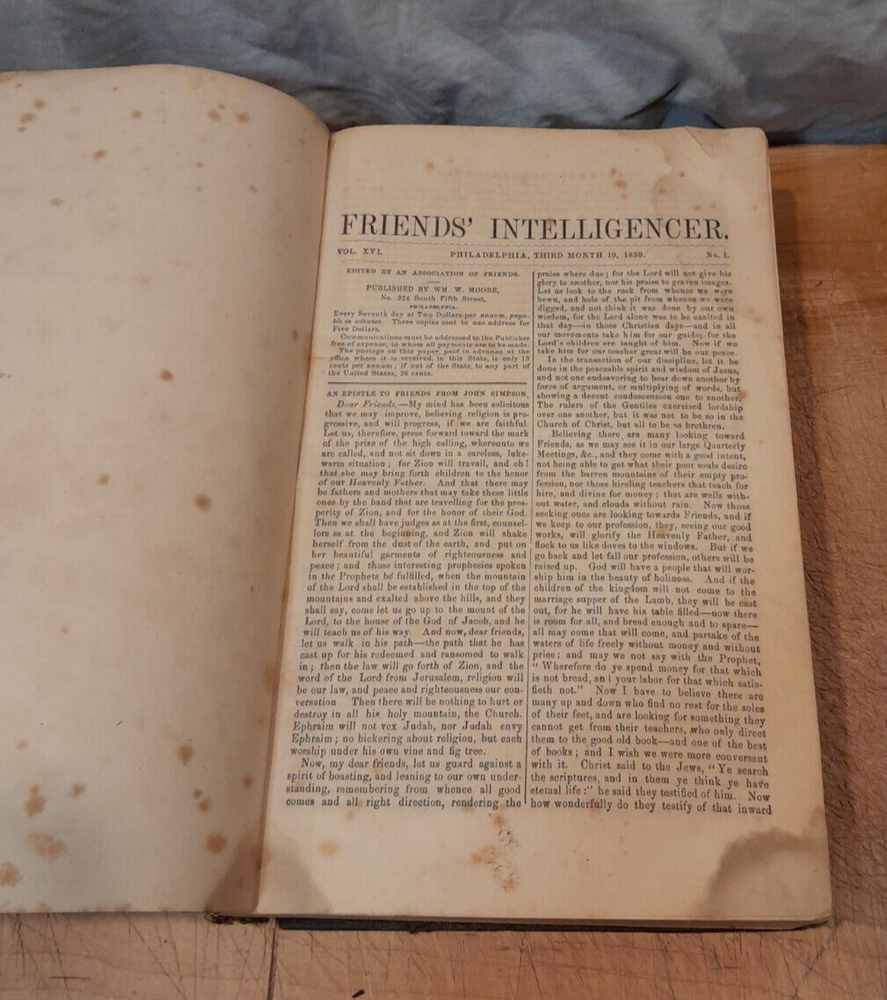 FRIENDS' INTELLIGENCER.
VOL. XVI. PHILADELPHIA, THIRD MONTH 19, 1859. No. 1.
EDITED BY AN ASSOCIATION OF FRIENDS.
PUBLISHED BY WM W. MOORE,
No. 324 South Fifth Street,
PHILADELPHIA.
Every Seventh day at Two Dollars per annum, paya-
ble in advance. Three copies sent to one address for
Five Dollars.
Communications must be addressed to the Publisher
free of expense, to whom all payments are to be made.
The postage on this paper, paid in advance, at the
office where it is received, in this State, is only 13
cents per annum; if out of the State, to any part of
the United States, 26 cents.
AN EPISTLE TO FRIENDS FROM JOHN SIMPSON,
Dear Friends,—My mind has been solicitous
that we may improve, believing religion is pro-
gressive, and will progress, if we are faithful.
Let us, therefore, press forward toward the mark
of the prize of the high calling, whereunto we
are called, and not sit down in a careless, luke-
warm situation; for Zion will travail, and oh!
that she may bring forth children to the honor
of our Heavenly Father. And that there may
be fathers and mothers that may take these little
ones by the hand that are travelling for the pros-
perity of Zion, and for the honor of their God.
Then we shall have judges as at the first, counsel-
lors as at the beginning, and Zion will shake
herself from the dust of the earth, and put on
her beautiful garments of righteousness and
peace; and those interesting prophesies spoken
in the Prophets be fulfilled, when the mountain
of the Lord shall be established in the top of the
mountains and exalted above the hills, and they
shall say, come let us go up to the mount of the
Lord, to the house of the God of Jacob, and he
will teach us of his way. And now, dear friends,
let us walk in his path—the path that he has
cast up for his redeemed and ransomed to walk
in; then the law will go forth of Zion, and the
word of the Lord from Jerusalem, religion will
be our law, and peace and righteousness our con-
versation Then there will be nothing to hurt or
destroy in all his holy mountain, the Church.
Ephraim will not vex Judah, nor Judah envy
Ephraim; no bickering about religion, but each
worship under his own vine and fig tree.
Now, my dear friends, let us guard against a
spirit of boasting, and leaning to our own under-
standing, remembering from whence all good
comes and all right direction, rendering the
praise where due; for the Lord will not give his
glory to another, nor his praise to graven images.
Let us look to the rock from whence we were
hewn, and hole of the pit from whence we were
digged, and not think it was done by our own
wisdom, for the Lord alone was to be exalted in
that day—in those Christian days—and in all
our movements take him for our guide; for the
Lord's children are taught of him. Now if we
take him for our teacher great will be our peace.
In the transaction of our discipline, let it be
done in the peaceable spirit and wisdom of Jesus,
and not one endeavoring to bear down another by
force of argument, or multiplying of words, but
showing a decent condescension one to another.
The rulers of the Gentiles exercised lordship
over one another, but it was not to be so in the
Church of Christ, but all to be as brethren.
Believing there are many looking toward
Friends, as we may see it in our large Quarterly
Meetings, &c., and they come with a good intent,
not being able to get what their poor souls desire
from the barren mountains of their empty pro-
fession, nor those hireling teachers that teach for
hire, and divine for money; that are wells with-
out water, and clouds without rain. Now those
seeking ones are looking towards Friends, and if
we keep to our profession, they, seeing our good
works, will glorify the Heavenly Father, and
flock to us like doves to the windows. But if we
go back and let fall our profession, others will be
raised up. God will have a people that will wor-
ship him in the beauty of holiness. And if the
children of the kingdom will not come to the
marriage supper of the Lamb, they will be cast
out, for he will have his table filled—now there
is room for all, and bread enough and to spare—
all may come that will come, and partake of the
waters of life freely without money and without
price: and may we not say with the Prophet,
" Wherefore do ye spend money for that which
is not bread, and your labor for that which satis-
fieth not." Now I have to believe there are
many up and down who find no rest for the soles
of their feet, and are looking for something they
cannot get from their teachers, who only direct
them to the good old book—and one of the best
of books; and I wish we were more conversant
with it. Christ said to the Jews, "Ye search
the scriptures, and in them ye think ye have
eternal life:" he said they testified of him. Now
how wonderfully do they testify of that inward